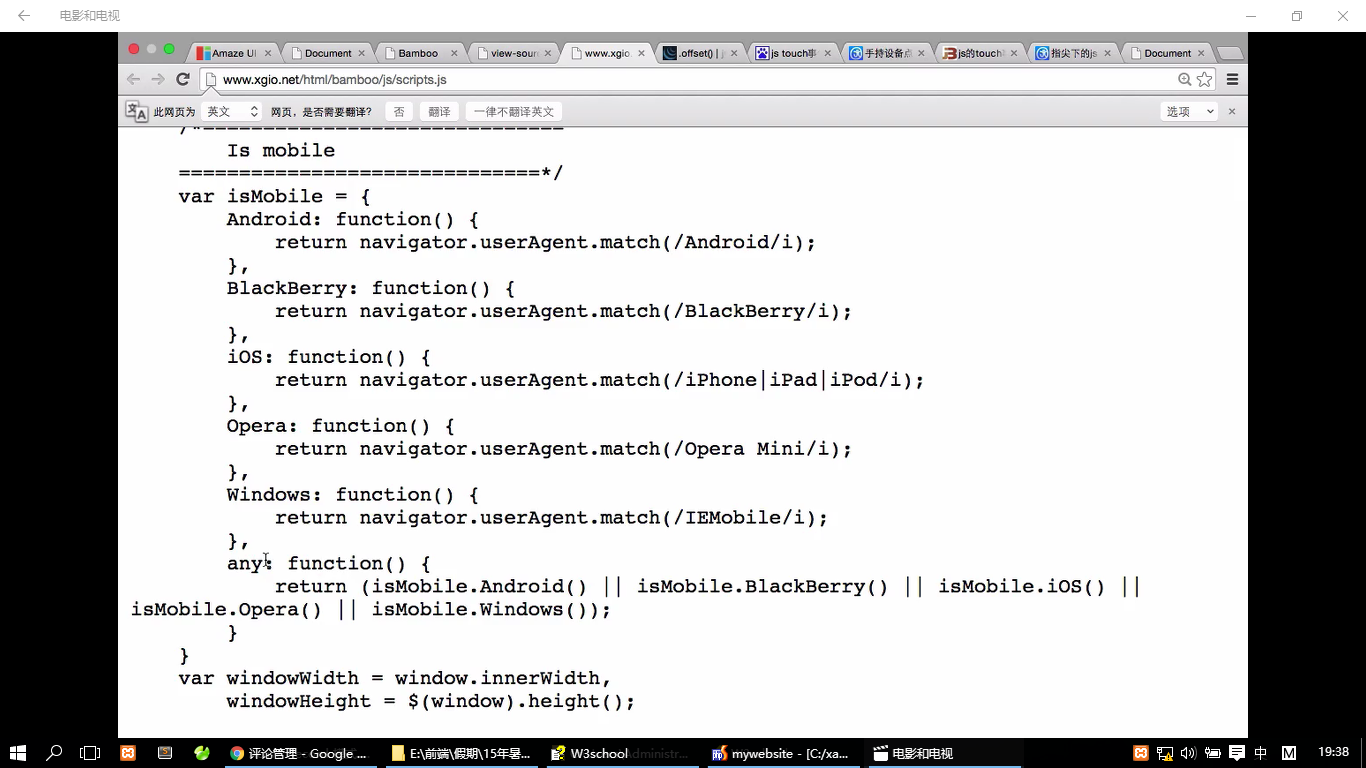 电影和电视
Amaze UI
Document
Bamboo
view-sour
www.xgio.
.offset() | j
js touch事
手持设备点
js的touch
指尖下的js
Document
www.xgio.net/html/bamboo/js/scripts.js
此网页为 英文 网页，是否需要翻译? 否 翻译 一律不翻译英文 选项
/*==============================
Is mobile
==============================*/
var isMobile = {
Android: function() {
return navigator.userAgent.match(/Android/i);
},
BlackBerry: function() {
return navigator.userAgent.match(/BlackBerry/i);
},
iOS: function() {
return navigator.userAgent.match(/iPhone|iPad|iPod/i);
},
Opera: function() {
return navigator.userAgent.match(/Opera Mini/i);
},
Windows: function() {
return navigator.userAgent.match(/IEMobile/i);
},
any: function() {
return (isMobile.Android() || isMobile.BlackBerry() || isMobile.iOS() ||
isMobile.Opera() || isMobile.Windows());
}
}
var windowWidth = window.innerWidth,
windowHeight = $(window).height();
评论管理 - Google ...
E:\前端\假期\15年暑...
W3school
mywebsite - [C:/xa...
电影和电视
中
M
19:38